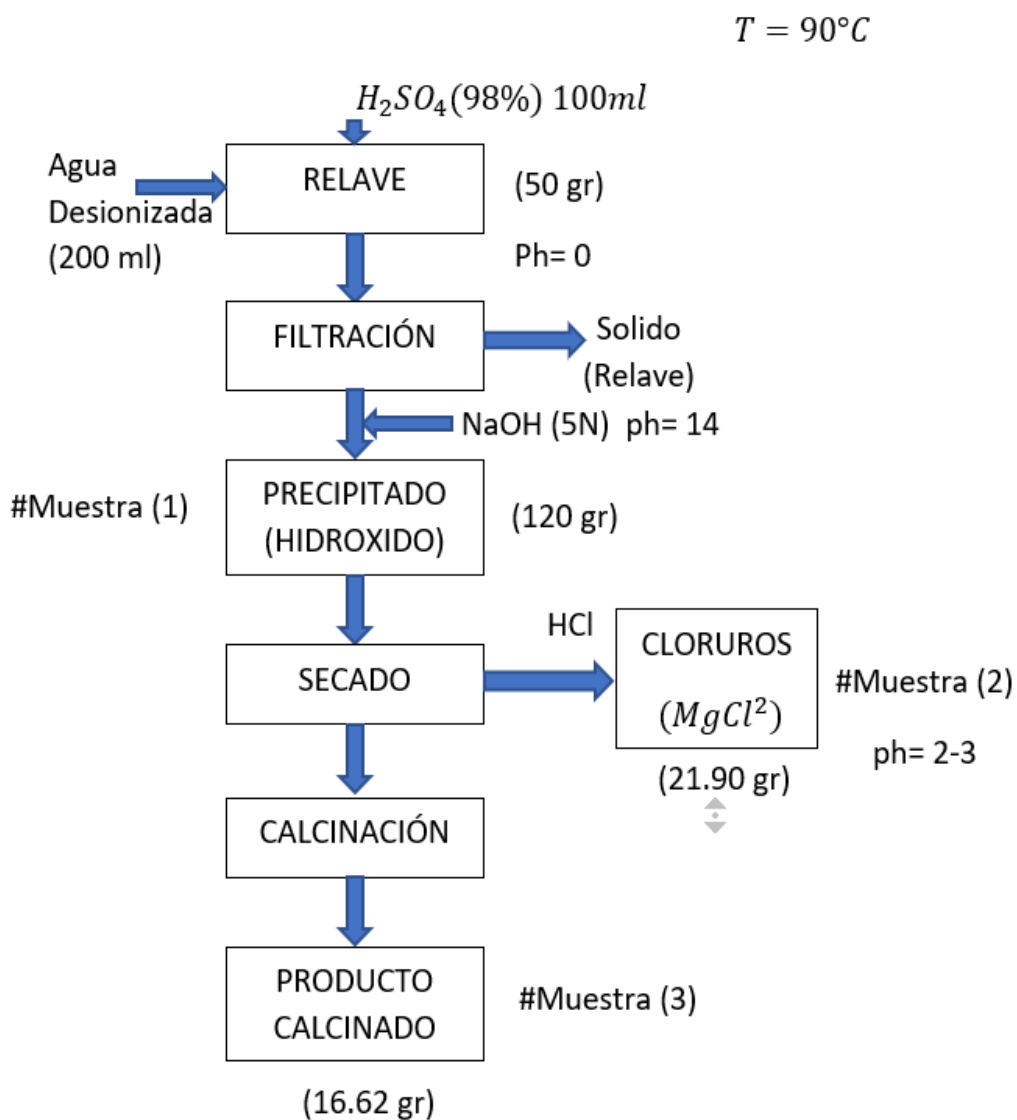 T = 90°C
H₂SO₄(98%) 100ml
Agua
Desionizada
(200 ml)
RELAVE
(50 gr)
Ph= 0
FILTRACIÓN
Solido
(Relave)
NaOH (5N) ph= 14
#Muestra (1)
PRECIPITADO
(HIDROXIDO)
(120 gr)
SECADO
HCl
CLORUROS
(MgCl²)
(21.90 gr)
#Muestra (2)
ph= 2-3
CALCINACIÓN
PRODUCTO
CALCINADO
#Muestra (3)
(16.62 gr)